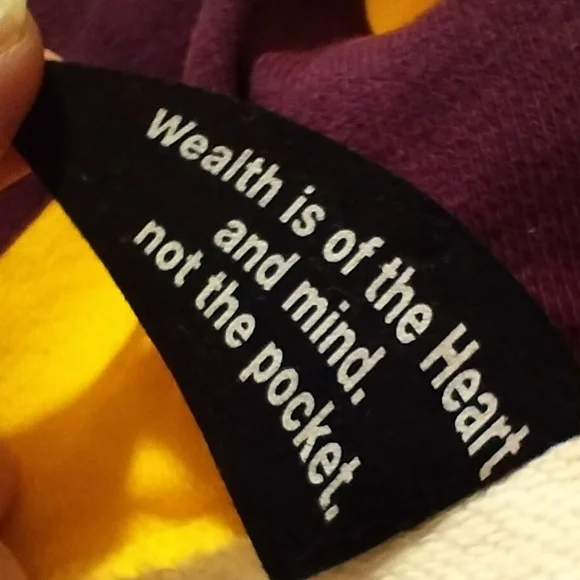 Wealth is of the Heart
and mind.
not the pocket.